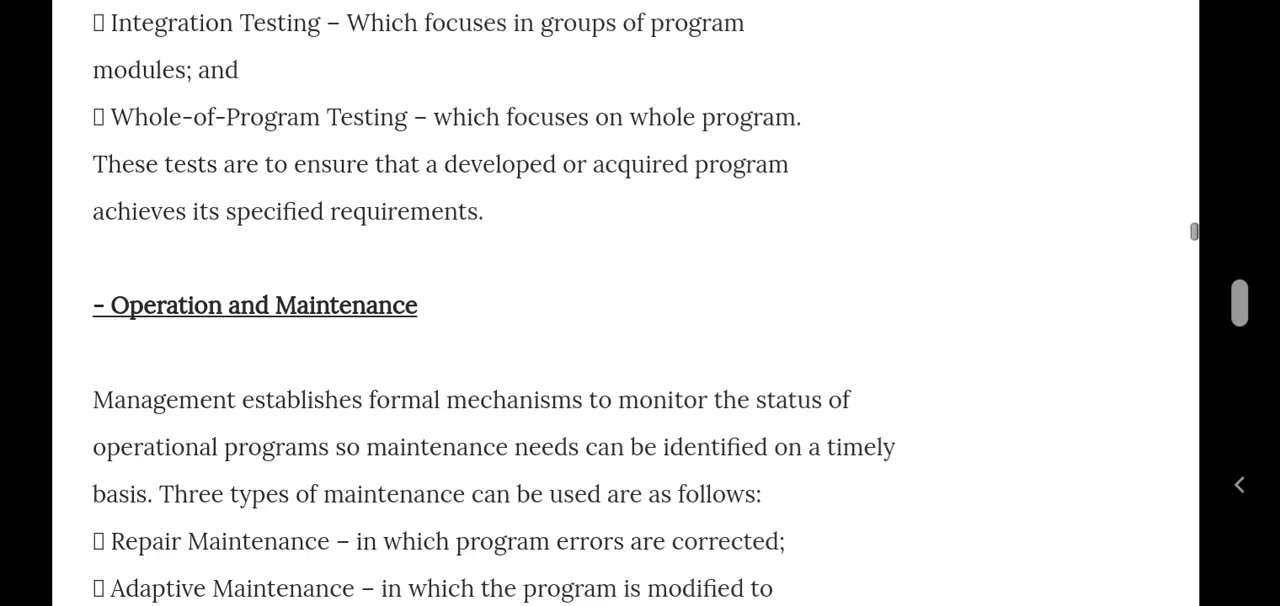 ▯ Integration Testing – Which focuses in groups of program
modules; and
▯ Whole-of-Program Testing – which focuses on whole program.
These tests are to ensure that a developed or acquired program
achieves its specified requirements.
- Operation and Maintenance
Management establishes formal mechanisms to monitor the status of
operational programs so maintenance needs can be identified on a timely
basis. Three types of maintenance can be used are as follows:
▯ Repair Maintenance – in which program errors are corrected;
▯ Adaptive Maintenance – in which the program is modified to